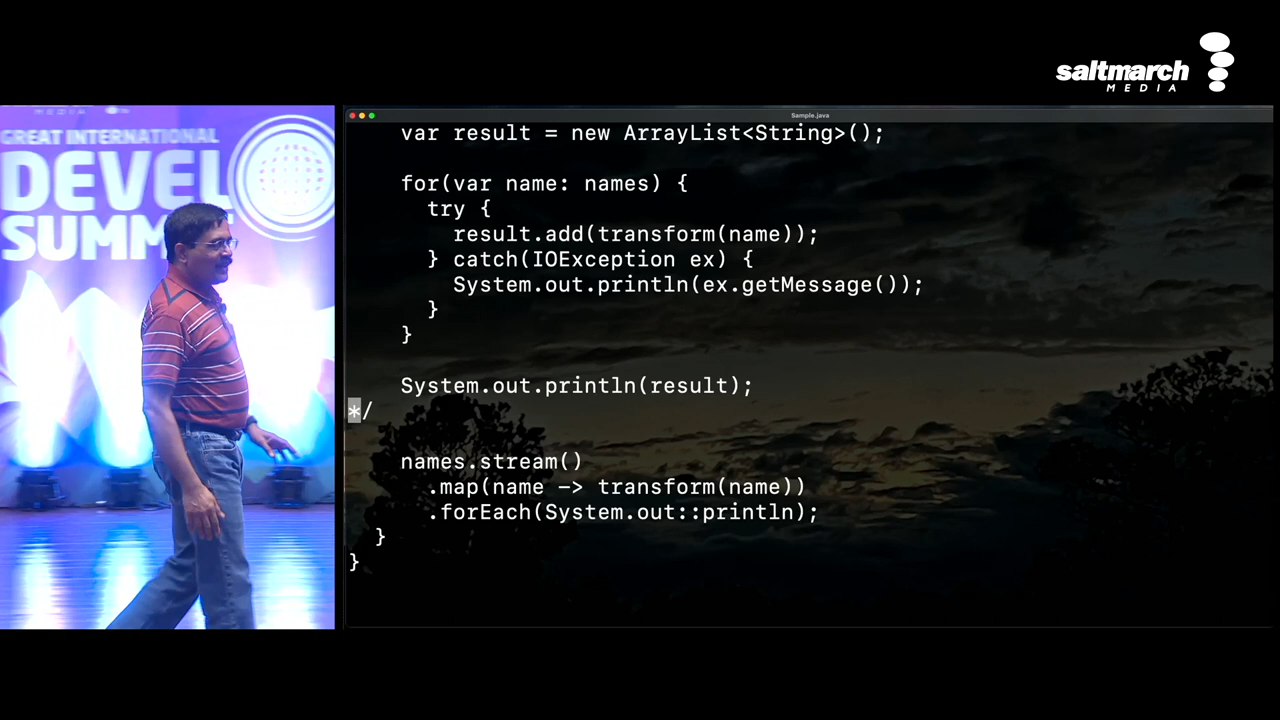 saltmarch
MEDIA
MEDIA
GREAT INTERNATIONAL
DEVEL
SUMM
Sample.java
var result = new ArrayList<String>();
for(var name: names) {
try {
result.add(transform(name));
} catch(IOException ex) {
System.out.println(ex.getMessage());
}
}
System.out.println(result);
*/
names.stream()
.map(name -> transform(name))
.forEach(System.out::println);
}
}